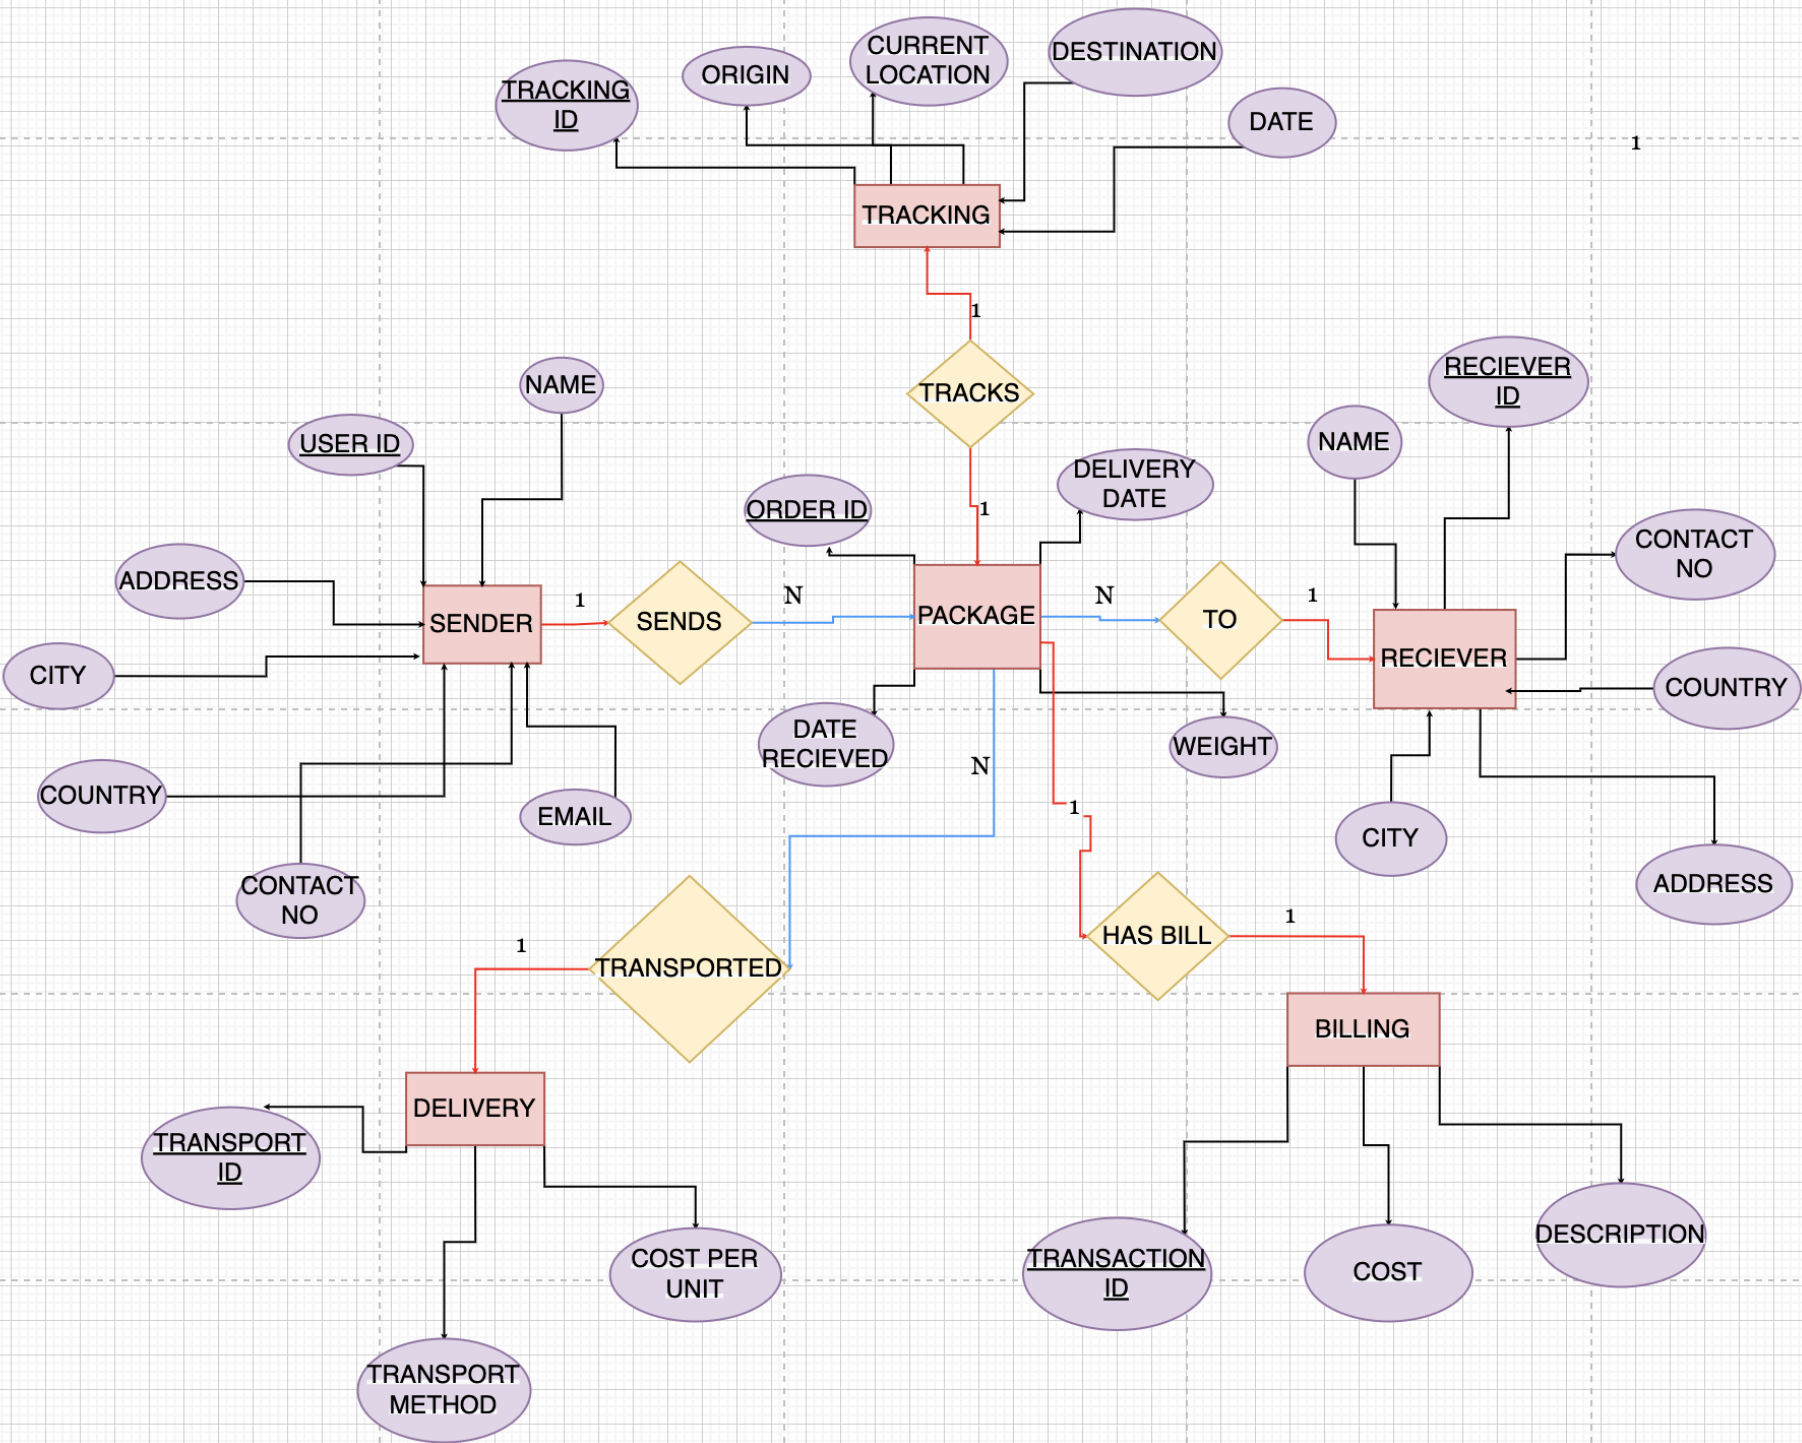 CURRENT
LOCATION
DESTINATION
ORIGIN
TRACKING
ID
DATE
1
TRACKING
1
TRACKS
NAME
RECIEVER
ID
USER ID
NAME
DELIVERY
DATE
ORDER ID
1
CONTACT
NO
ADDRESS
SENDER
1
SENDS
N
PACKAGE
N
TO
1
RECIEVER
CITY
COUNTRY
DATE
RECIEVED
WEIGHT
N
COUNTRY
EMAIL
1
CITY
CONTACT
NO
ADDRESS
1
TRANSPORTED
HAS BILL
1
BILLING
DELIVERY
TRANSPORT
ID
COST PER
UNIT
TRANSACTION
ID
COST
DESCRIPTION
TRANSPORT
METHOD